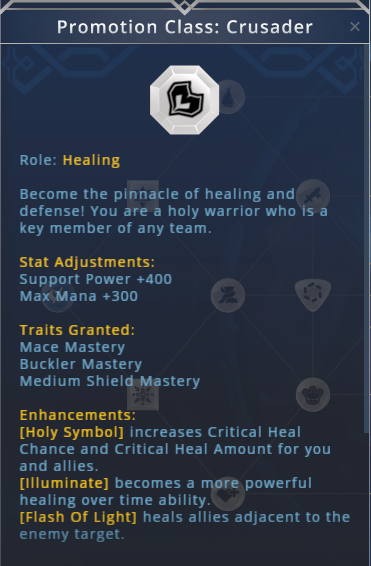 Promotion Class: Crusader
Role: Healing
Become the pinnacle of healing and
defense! You are a holy warrior who is a
key member of any team.
Stat Adjustments:
Support Power +400
Max Mana +300
Traits Granted:
Mace Mastery
Buckler Mastery
Medium Shield Mastery
Enhancements:
[Holy Symbol] increases Critical Heal
Chance and Critical Heal Amount for you
and allies.
[Illuminate] becomes a more powerful
healing over time ability.
[Flash Of Light] heals allies adjacent to the
enemy target.